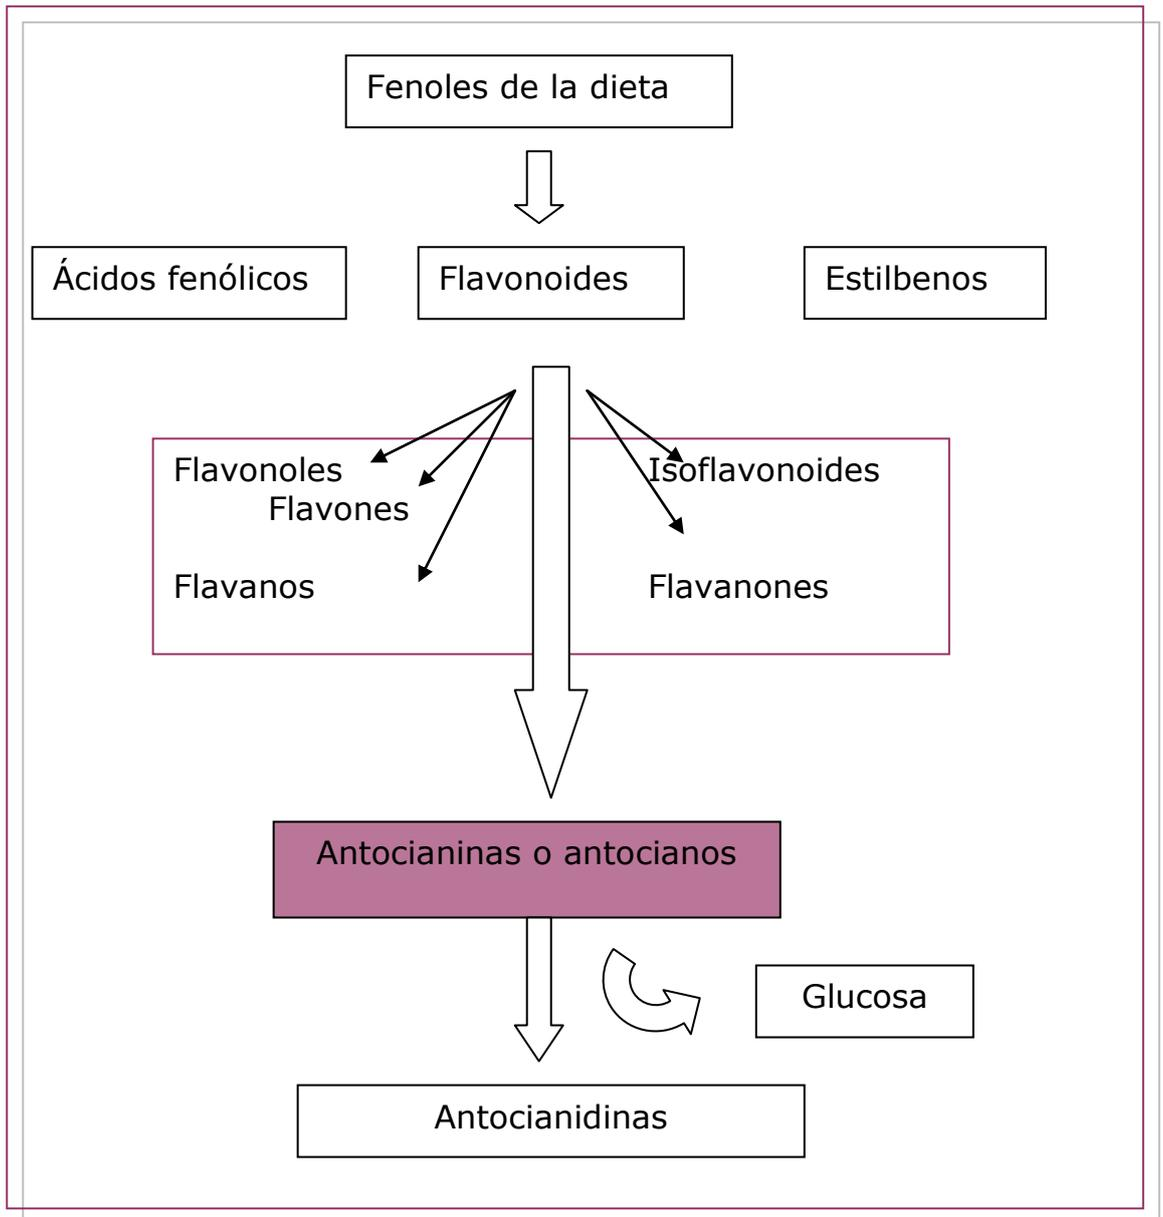 Fenoles de la dieta
Ácidos fenólicos
Flavonoides
Estilbenos
Flavonoles
Isoflavonoides
Flavones
Flavanos
Flavanones
Antocianinas o antocianos
Glucosa
Antocianidinas